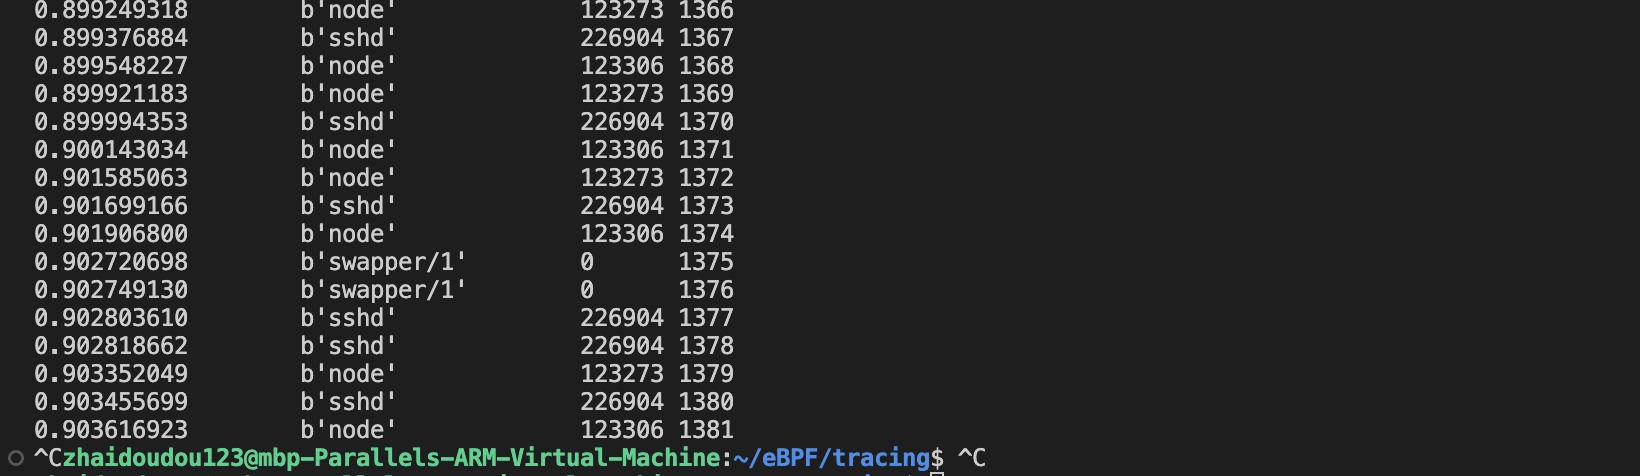 0.899249318 b'node' 123273 1366
0.899376884 b'sshd' 226904 1367
0.899548227 b'node' 123306 1368
0.899921183 b'node' 123273 1369
0.899994353 b'sshd' 226904 1370
0.900143034 b'node' 123306 1371
0.901585063 b'node' 123273 1372
0.901699166 b'sshd' 226904 1373
0.901906800 b'node' 123306 1374
0.902720698 b'swapper/1' 0 1375
0.902749130 b'swapper/1' 0 1376
0.902803610 b'sshd' 226904 1377
0.902818662 b'sshd' 226904 1378
0.903352049 b'node' 123273 1379
0.903455699 b'sshd' 226904 1380
0.903616923 b'node' 123306 1381
^Czhaidoudou123@mbp-Parallels-ARM-Virtual-Machine:~/eBPF/tracing$ ^C